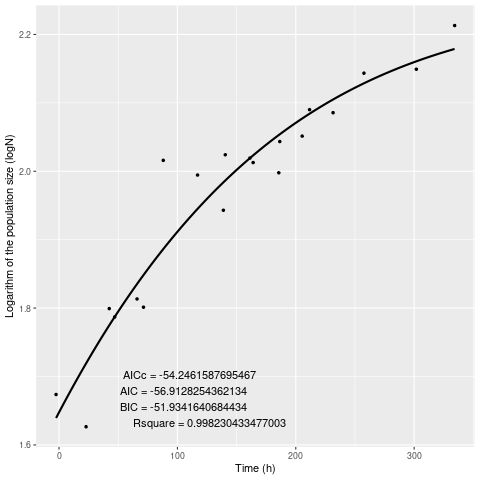 2.2
2.0
1.8
1.6
Logarithm of the population size (logN)
AICc = -54.2461587695467
AIC = -56.9128254362134
BIC = -51.9341640684434
Rsquare = 0.998230433477003
0 100 200 300
Time (h)